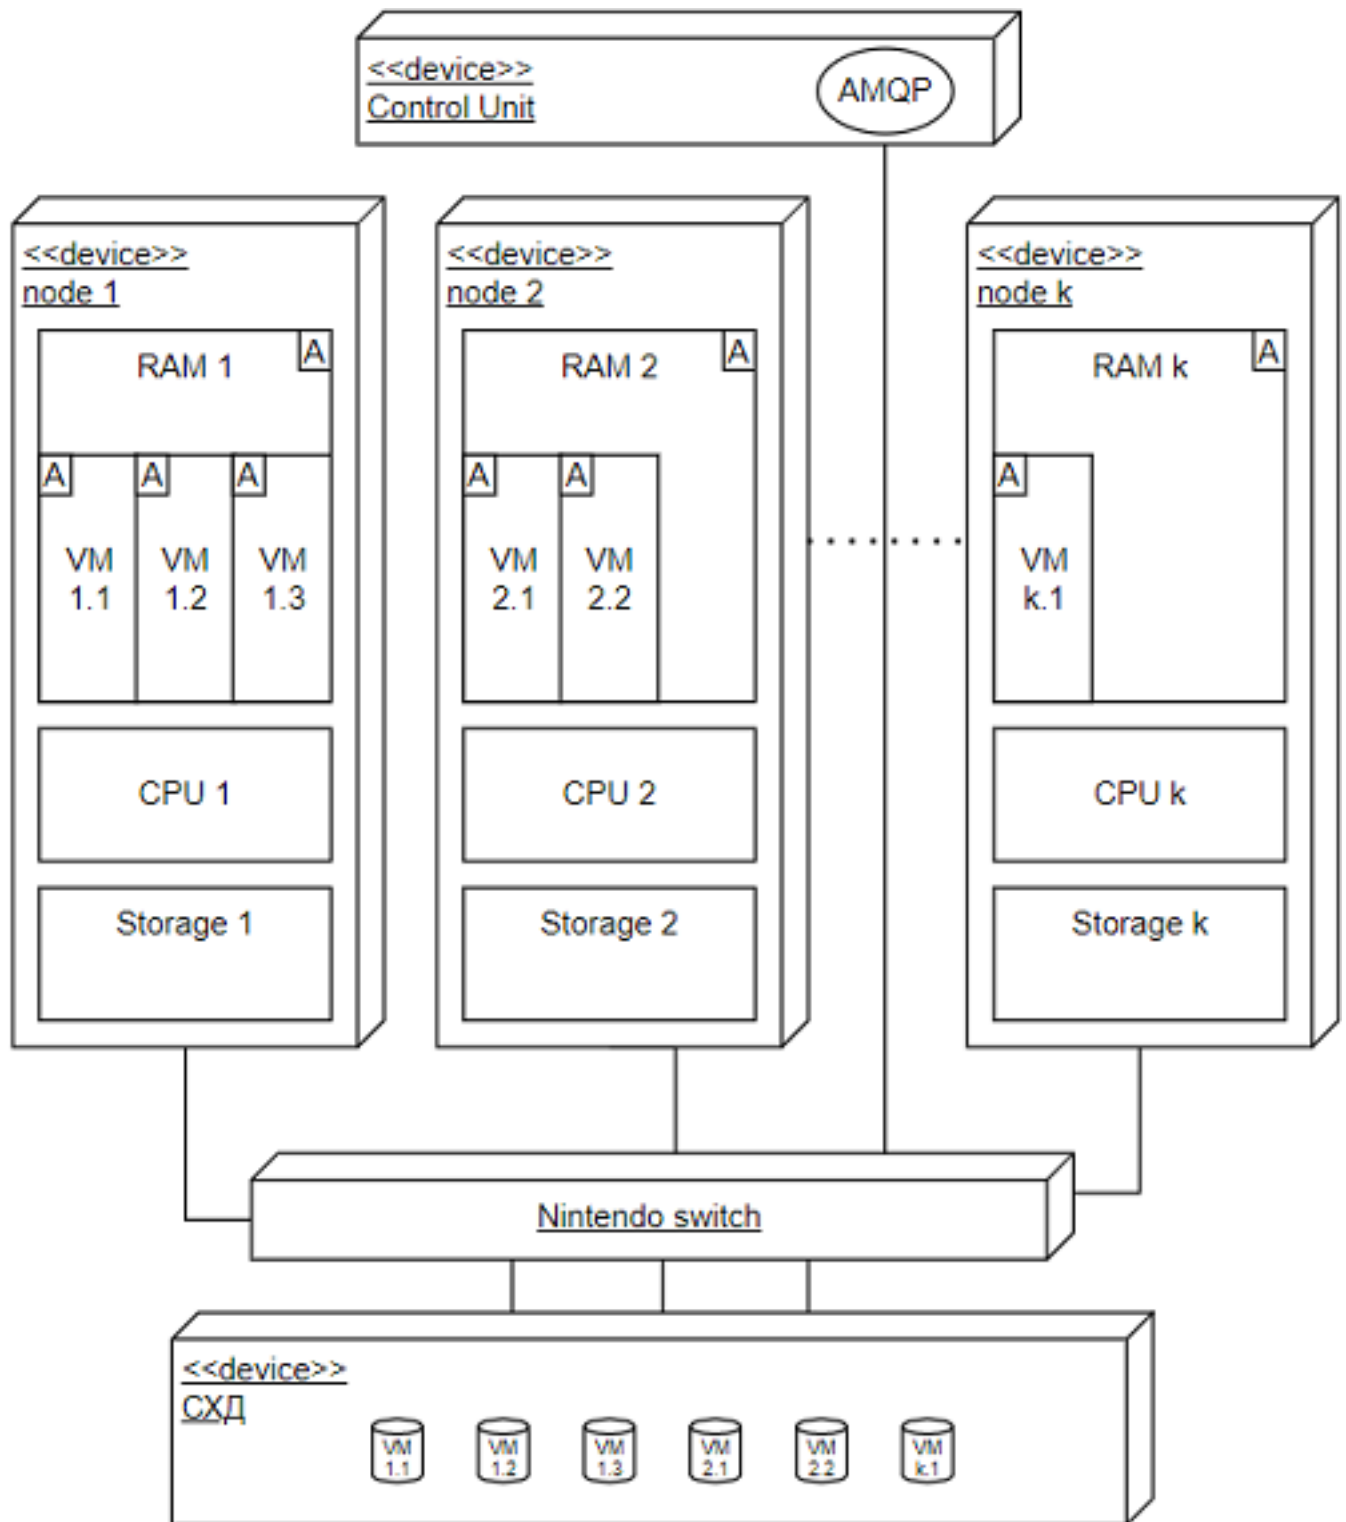 <<device>>
Control Unit
AMQP
<<device>>
node 1
RAM 1
A
A
A
A
VM
1.1
VM
1.2
VM
1.3
CPU 1
Storage 1
<<device>>
node 2
RAM 2
A
A
A
VM
2.1
VM
2.2
CPU 2
Storage 2
<<device>>
node k
RAM k
A
A
VM
k.1
CPU k
Storage k
Nintendo switch
<<device>>
СХД
VM
1.1
VM
1.2
VM
1.3
VM
2.1
VM
2.2
VM
k.1